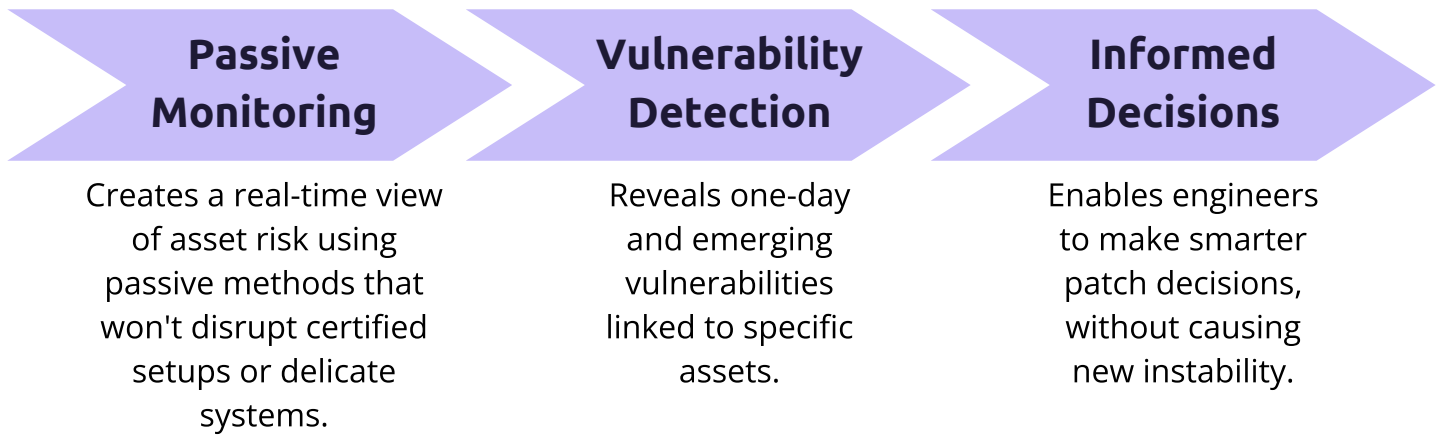 Passive
Monitoring
Creates a real-time view
of asset risk using
passive methods that
won't disrupt certified
setups or delicate
systems.
Vulnerability
Detection
Reveals one-day
and emerging
vulnerabilities
linked to specific
assets.
Informed
Decisions
Enables engineers
to make smarter
patch decisions,
without causing
new instability.